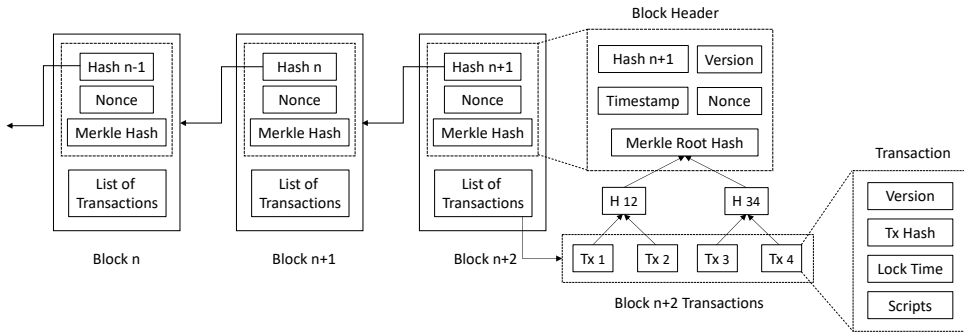 Block Header
Hash n-1
Nonce
Merkle Hash
List of
Transactions
Block n
Hash n
Nonce
Merkle Hash
List of
Transactions
Block n+1
Hash n+1
Nonce
Merkle Hash
List of
Transactions
Block n+2
Hash n+1
Version
Timestamp
Nonce
Merkle Root Hash
H 12
H 34
Tx 1
Tx 2
Tx 3
Tx 4
Block n+2 Transactions
Transaction
Version
Tx Hash
Lock Time
Scripts